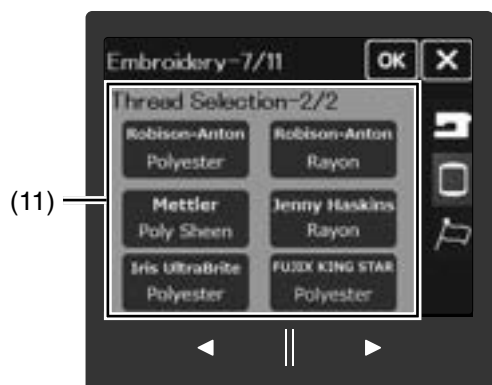 Embroidery-7/11
OK
X
Thread Selection-2/2
Robison-Anton
Polyester
Robison-Anton
Rayon
Mettler
Poly Sheen
Jenny Haskins
Rayon
Iris UltraBrite
Polyester
FUJIX KING STAR
Polyester
(11)